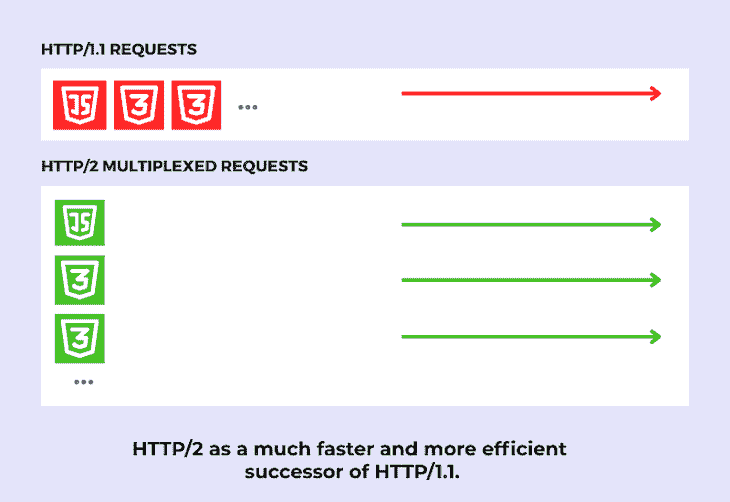 HTTP/1.1 REQUESTS
JS 3 3 ...
HTTP/2 MULTIPLEXED REQUESTS
JS
3
3
...
HTTP/2 as a much faster and more efficient
successor of HTTP/1.1.